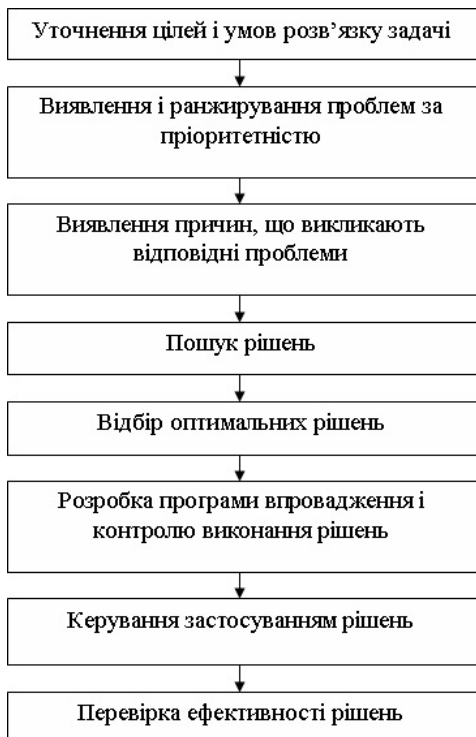 Уточнення цілей і умов розв’язку задачі
Виявлення і ранжирування проблем за
пріоритетністю
Виявлення причин, що викликають
відповідні проблеми
Пошук рішень
Відбір оптимальних рішень
Розробка програми впровадження і
контролю виконання рішень
Керування застосуванням рішень
Перевірка ефективності рішень